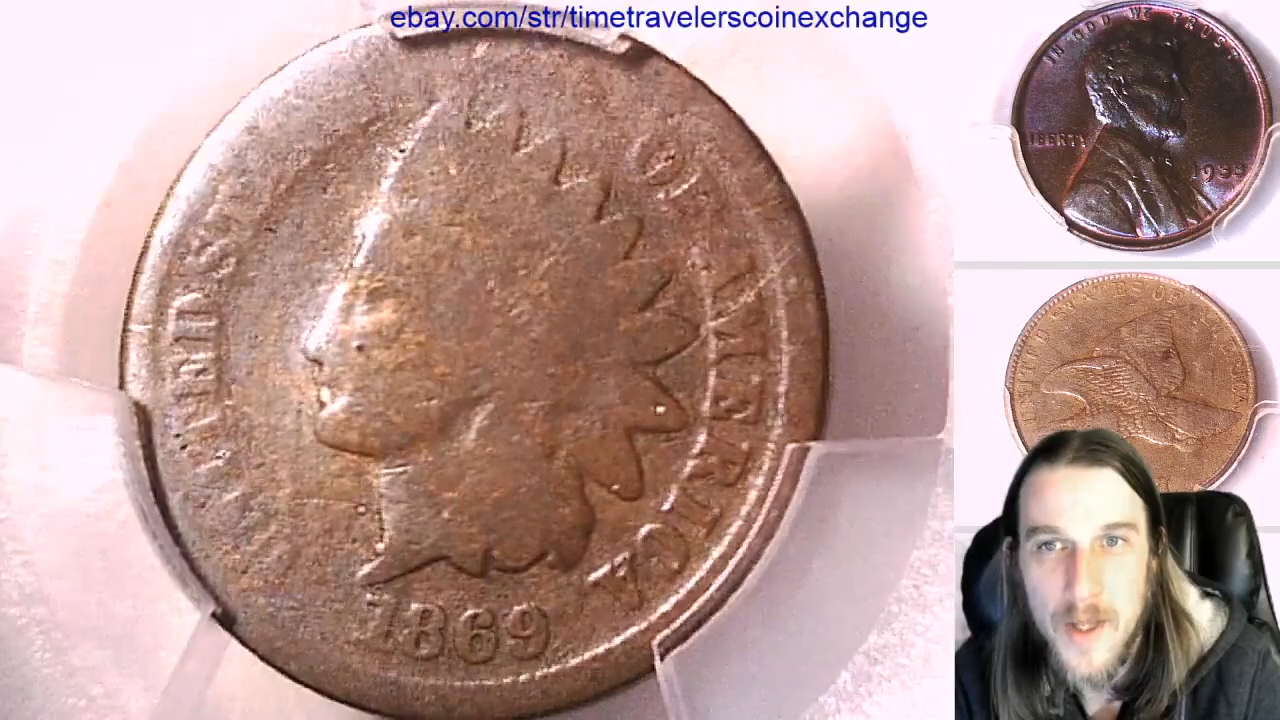 ebay.com/str/timetravelerscoinexchange
UNITED STATES OF AMERICA
1869
IN GOD WE TRUST
LIBERTY
UNITED STATES OF AMERICA